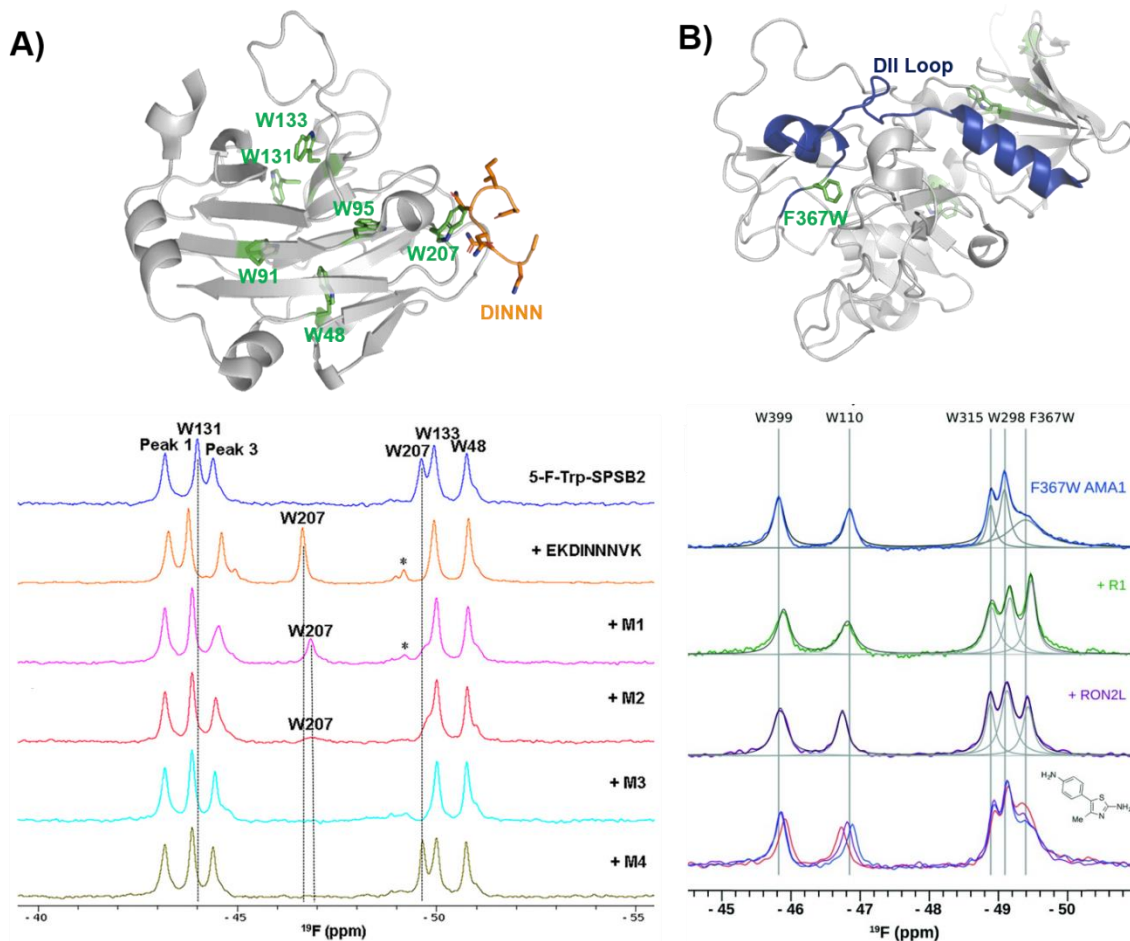 A)
W133
W131
W95
W207
W91
W48
DINNN
B)
DII Loop
F367W
Peak 1
W131
Peak 3
W207
W133
W48
5-F-Trp-SPSB2
W207
*
+ EKDINNNVK
W207
*
+ M1
W207
+ M2
+ M3
+ M4
- 40 - 45 - 50 - 55
19F (ppm)
W399 W110 W315 W298 F367W
F367W AMA1
+ R1
+ RON2L
H2N
S
NH2
Me
N
- 45 - 46 - 47 - 48 - 49 - 50
19F (ppm)